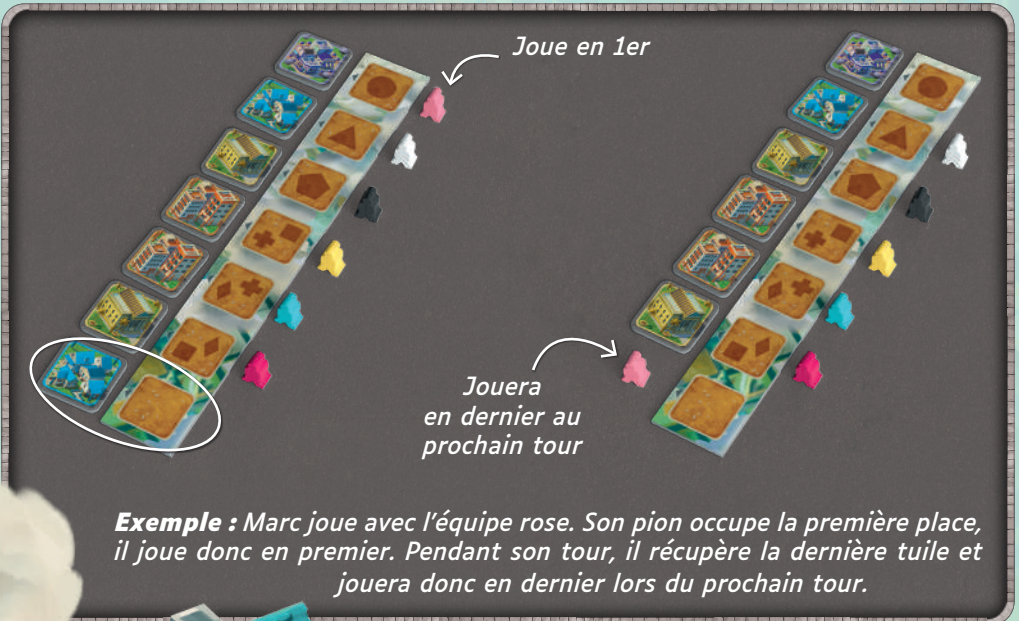 Joue en 1er
Jouera
en dernier au
prochain tour
Exemple : Marc joue avec l'équipe rose. Son pion occupe la première place,
il joue donc en premier. Pendant son tour, il récupère la dernière tuile et
jouera donc en dernier lors du prochain tour.